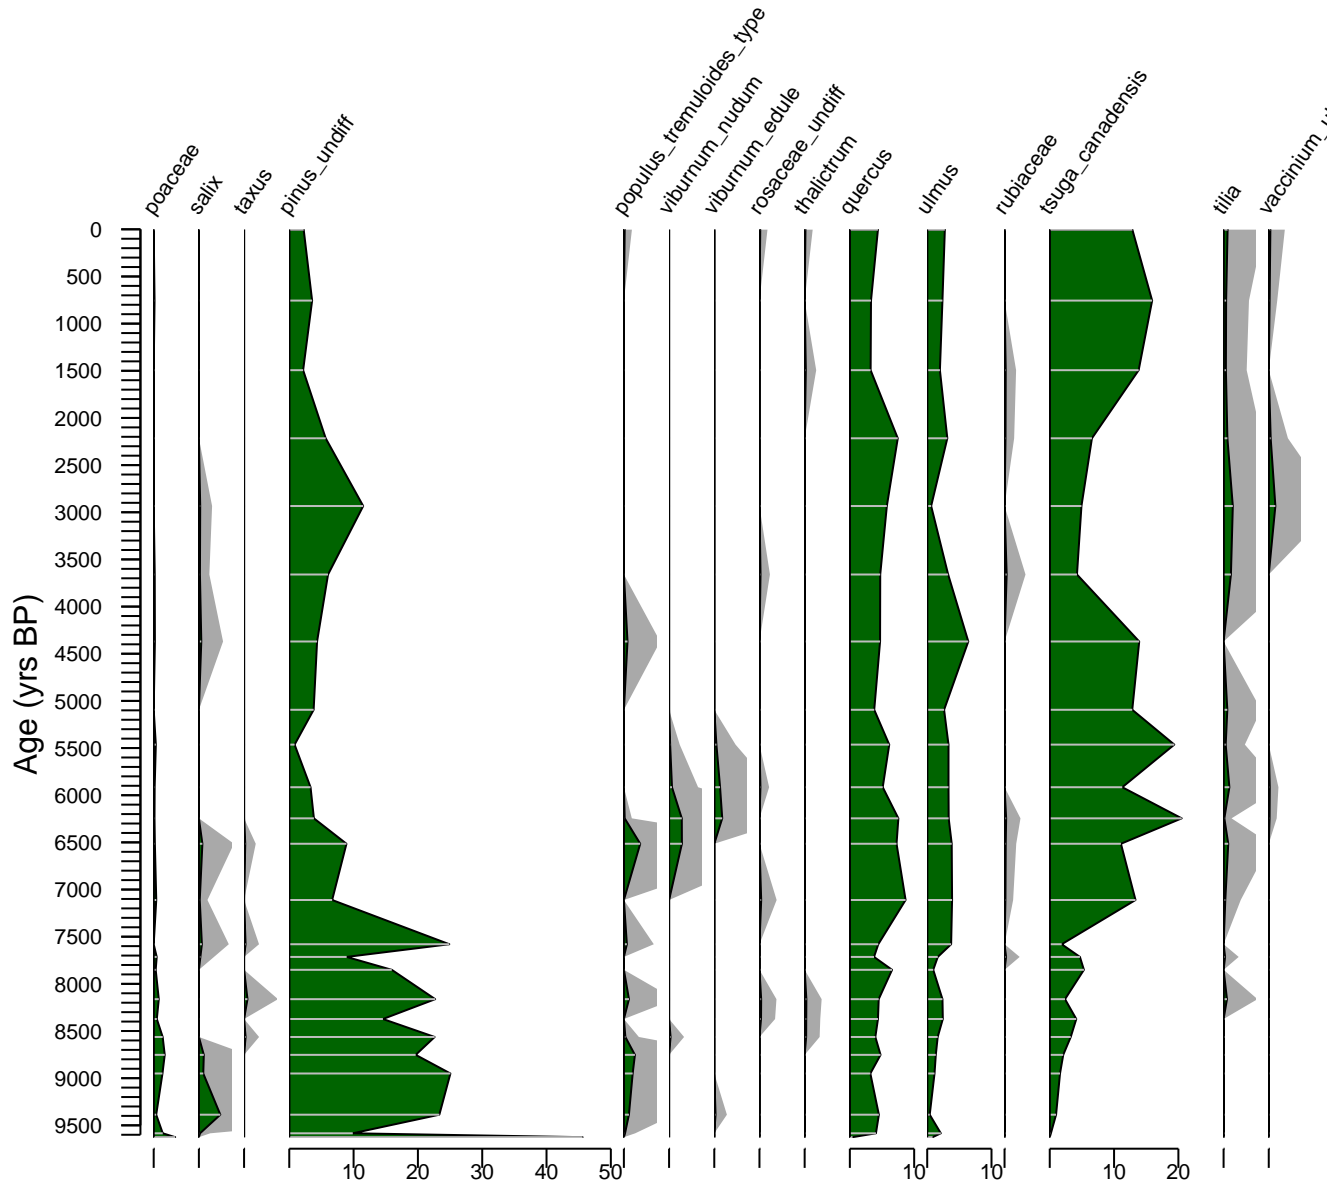 poaceae
salix
taxus
pinus_undiff
populus_tremuloides_type
viburnum_nudum
viburnum_edule
rosaceae_undiff
thalictrum
quercus
ulmus
rubiaceae
tsuga_canadensis
tilia
Age (yrs BP)
0
500
1000
1500
2000
2500
3000
3500
4000
4500
5000
5500
6000
6500
7000
7500
8000
8500
9000
9500
10 20 30 40 50 10 10 10 20